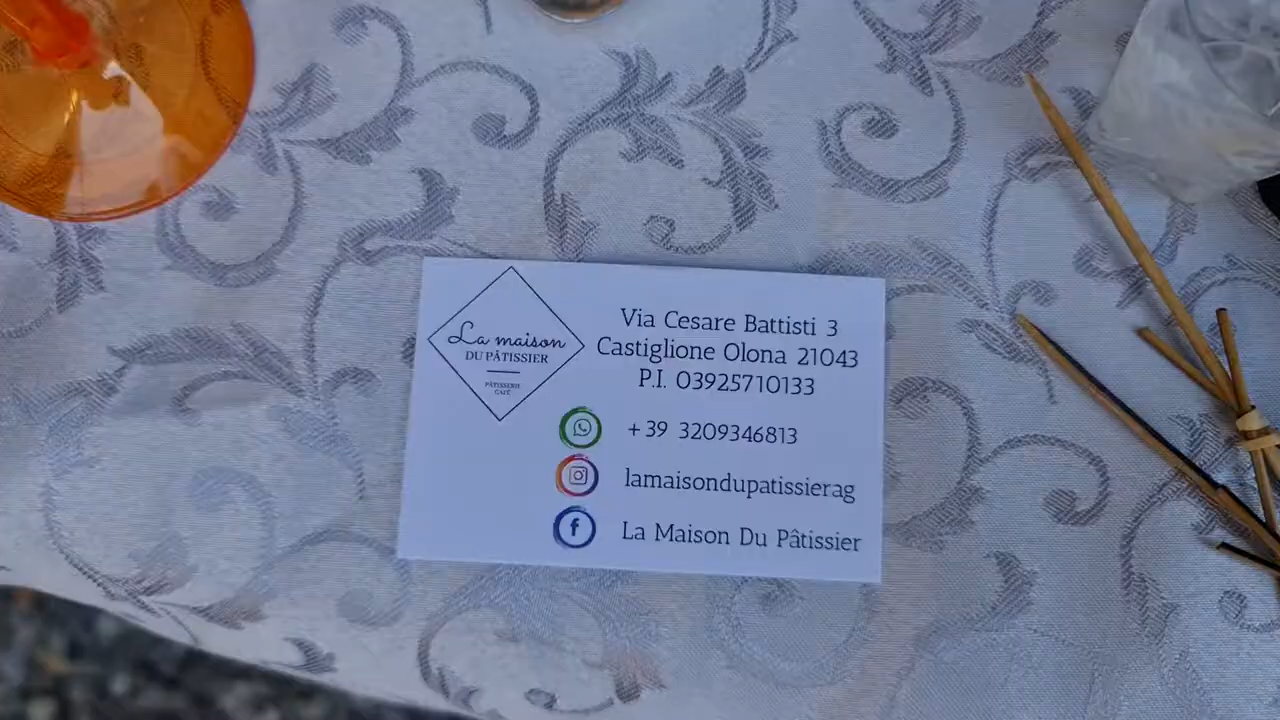 La maison
DU PÂTISSIER
PÂTISSERIE
CAFÉ
Via Cesare Battisti 3
Castiglione Olona 21043
P.I. 03925710133
+39 3209346813
lamaisondupatissierag
La Maison Du Pâtissier